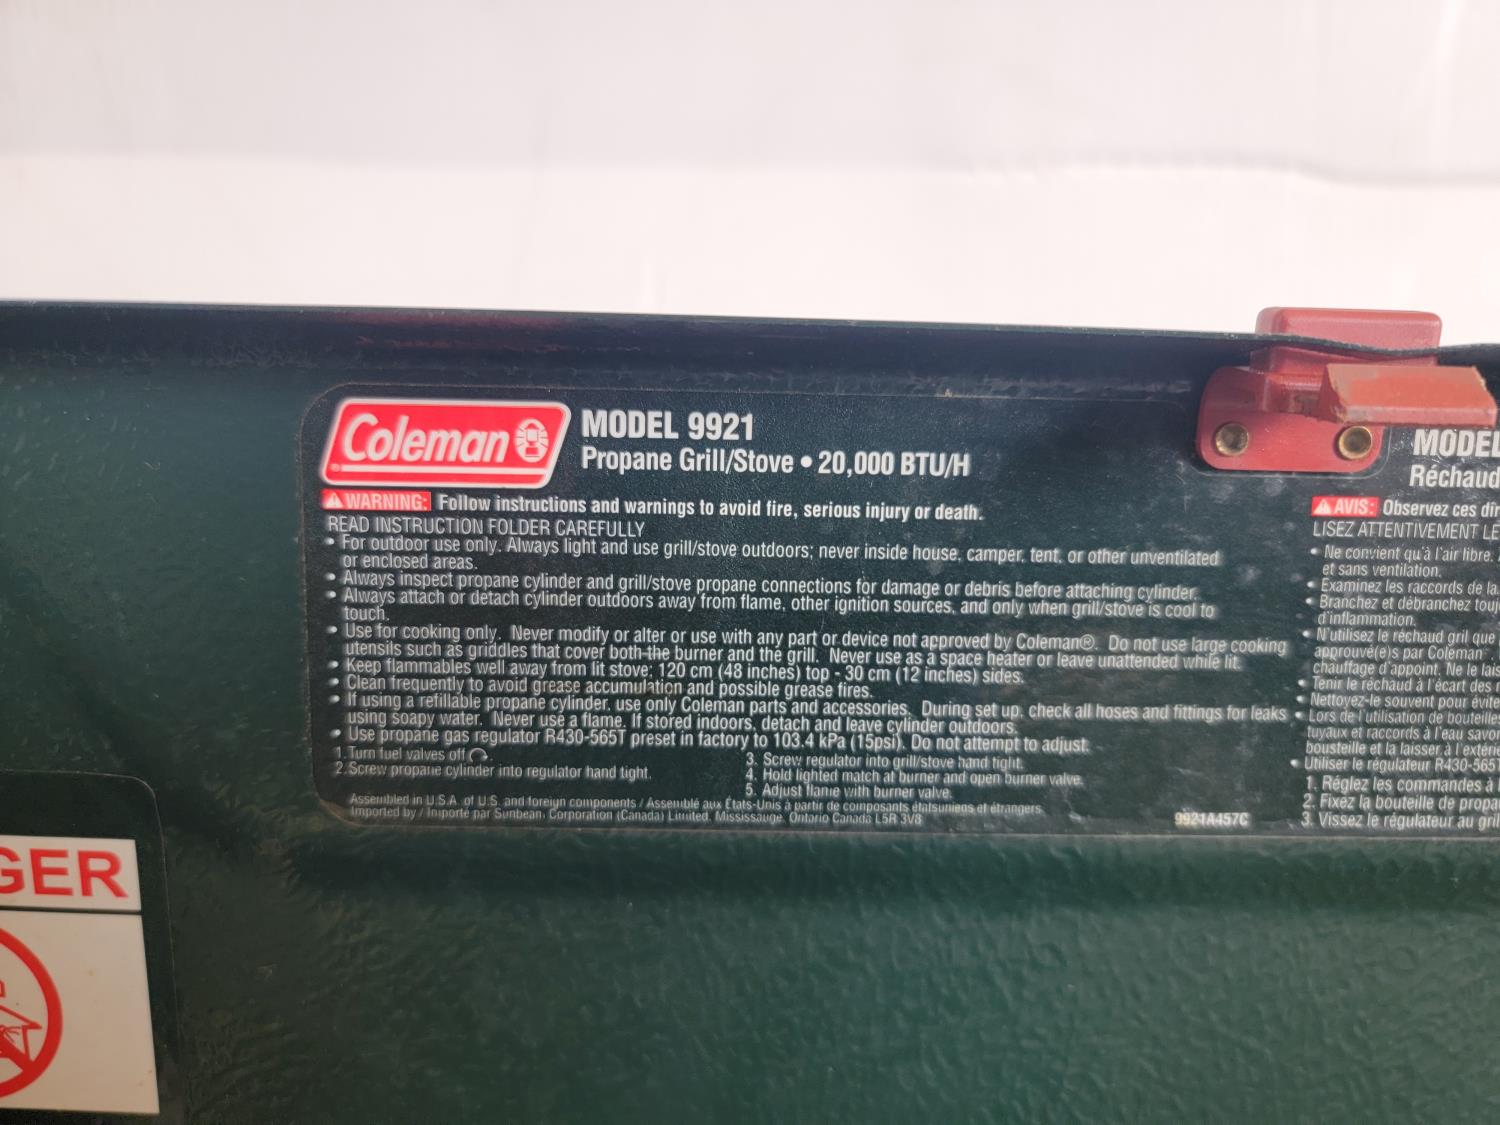 Coleman
MODEL 9921
Propane Grill/Stove • 20,000 BTU/H
WARNING: Follow instructions and warnings to avoid fire, serious injury or death.
READ INSTRUCTION FOLDER CAREFULLY
• For outdoor use only. Always light and use grill/stove outdoors; never inside house, camper, tent, or other unventilated
or enclosed areas.
• Always inspect propane cylinder and grill/stove propane connections for damage or debris before attaching cylinder.
• Always attach or detach cylinder outdoors away from flame, other ignition sources, and only when grill/stove is cool to
touch.
• Use for cooking only. Never modify or alter or use with any part or device not approved by Coleman®. Do not use large cooking
utensils such as griddles that cover both the burner and the grill. Never use as a space heater or leave unattended while lit.
• Keep flammables well away from lit stove; 120 cm (48 inches) top - 30 cm (12 inches) sides.
• Clean frequently to avoid grease accumulation and possible grease fires.
• If using a refillable propane cylinder, use only Coleman parts and accessories. During set up, check all hoses and fittings for leaks
using soapy water. Never use a flame. If stored indoors, detach and leave cylinder outdoors.
• Use propane gas regulator R430-565T preset in factory to 103.4 kPa (15psi). Do not attempt to adjust.
1. Turn fuel valves off
2. Screw propane cylinder into regulator hand tight.
3. Screw regulator into grill/stove hand tight.
4. Hold lighted match at burner and open burner valve.
5. Adjust flame with burner valve.
Assembled in U.S.A. of U.S. and foreign components / Assemblé aux États-Unis à partir de composants étatsuniens et étrangers
Imported by / Importé par Sunbeam Corporation (Canada) Limited, Mississauga, Ontario Canada L5R 3V8
9921A457C
MODEL
Réchaud
AVIS: Observez ces dir
LISEZ ATTENTIVEMENT LE
• Ne convient qu'à l'air libre.
et sans ventilation.
• Examinez les raccords de la
• Branchez et débranchez touj
d'inflammation.
• N'utilisez le réchaud gril que
approuvé(e)s par Coleman
chauffage d'appoint. Ne le lais
• Tenir le réchaud à l'écart des
Nettoyez-le souvent pour évite
• Lors de l'utilisation de bouteilles
tuyaux et raccords à l'eau savon
bousteille et la laisser à l'extérie
• Utiliser le régulateur R430-565T
1. Réglez les commandes à l
2. Fixez la bouteille de propa
3. Vissez le régulateur au gril
GER